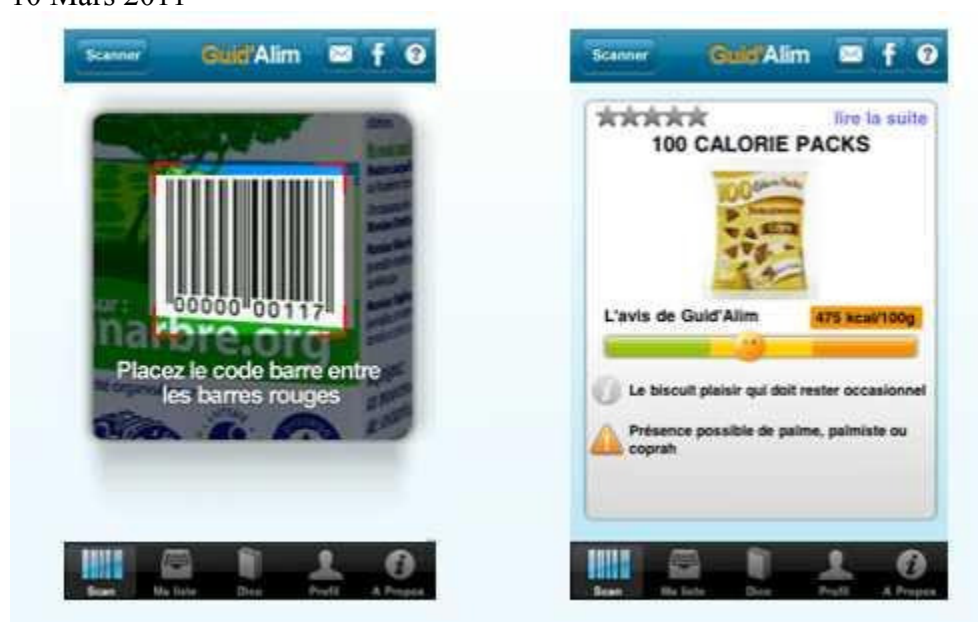 10 Mars 2011
Scanner
Guid'Alim
f
?
00000 00117
narbre.org
Placez le code barre entre
les barres rouges
Scan
Ma liste
Dico
Profil
A Propos
Scanner
Guid'Alim
f
?
lire la suite
100 CALORIE PACKS
100 Calorie Packs
L'avis de Guid'Alim
475 kcal/100g
Le biscuit plaisir qui doit rester occasionnel
Présence possible de palme, palmiste ou
coprah
Scan
Ma liste
Dico
Profil
A Propos